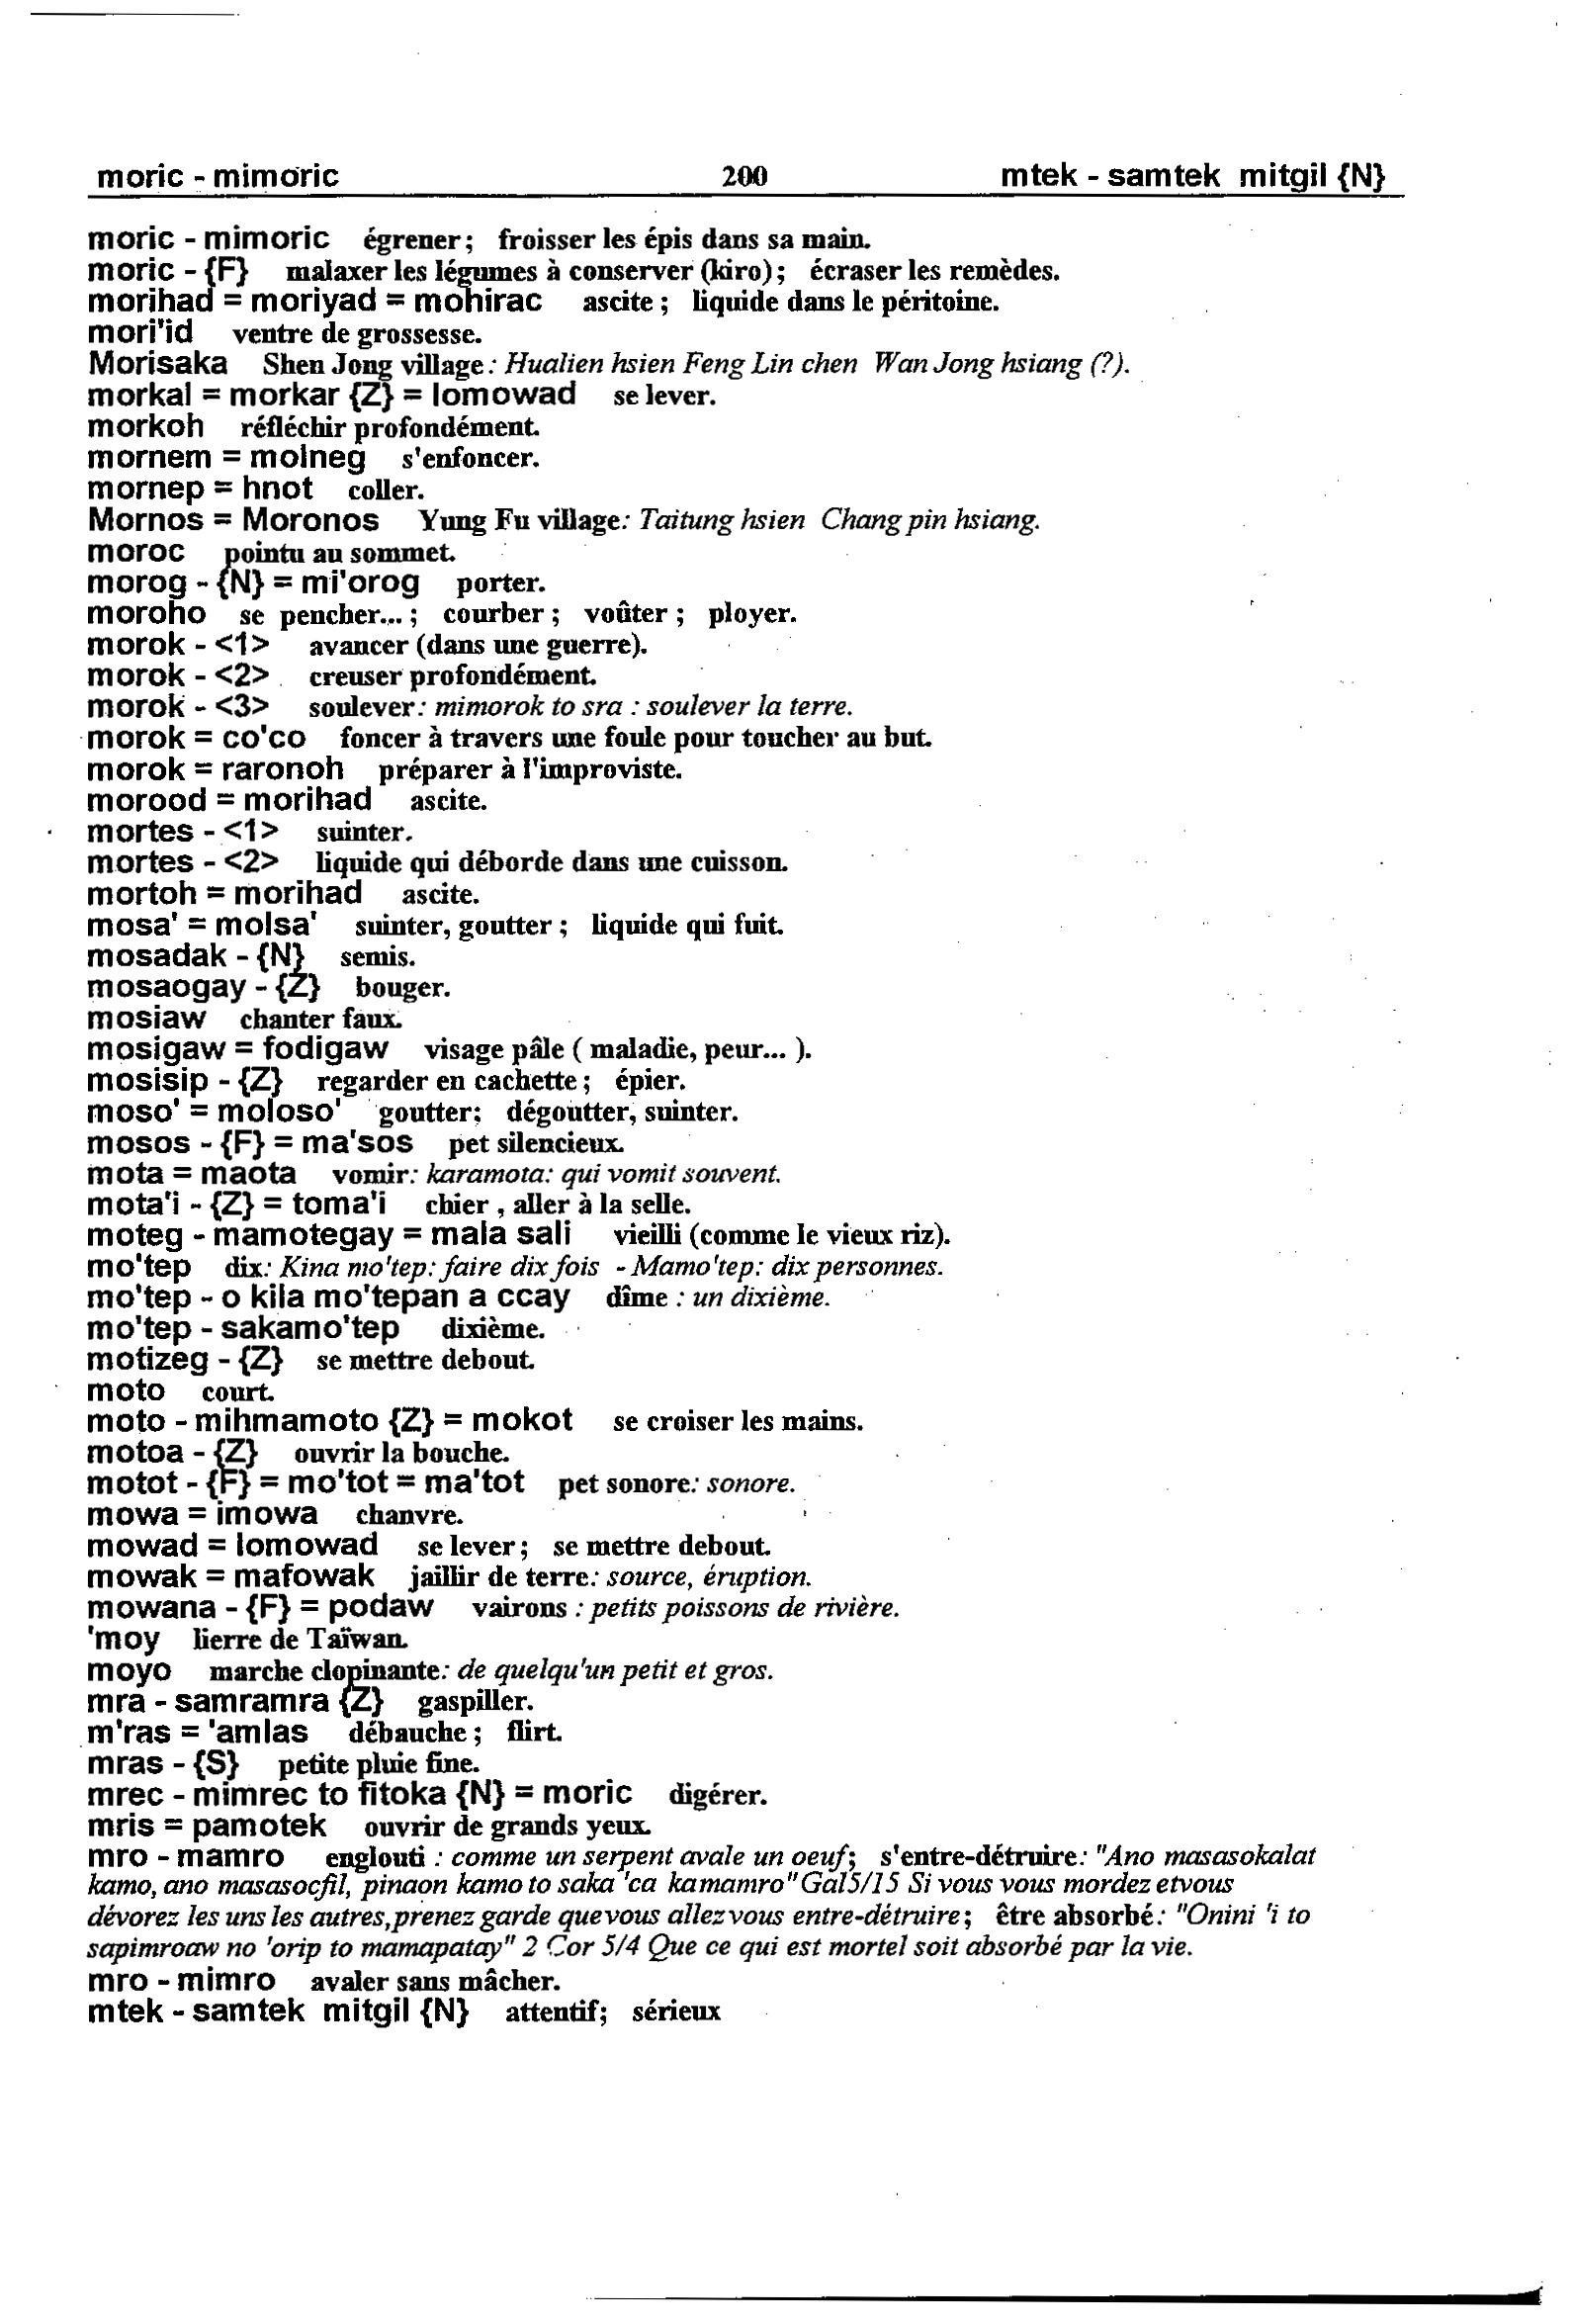 moric - mimoric 200 mtek - samtek mitgil {N}
moric - mimoric égrener ; froisser les épis dans sa main.
moric - {F} malaxer les légumes à conserver (kiro) ; écraser les remèdes.
morihad = moriyad = mohirac ascite ; liquide dans le péritoine.
mori'id ventre de grossesse.
Morisaka Shen Jong village : Hualien hsien Feng Lin chen Wan Jong hsiang (?).
morkal = morkar {Z} = lomowad se lever.
morkoh réfléchir profondément.
mornem = molneg s'enfoncer.
mornep = hnot coller.
Mornos = Moronos Yung Fu village: Taitung hsien Chang pin hsiang.
moroc pointu au sommet.
morog - {N} = mi'orog porter.
moroho se pencher... ; courber ; voûter ; ployer.
morok - <1> avancer (dans une guerre).
morok - <2> creuser profondément.
morok - <3> soulever: mimorok to sra : soulever la terre.
morok = co'co foncer à travers une foule pour toucher au but.
morok = raronoh préparer à l'improviste.
morood = morihad ascite.
mortes - <1> suinter.
mortes - <2> liquide qui déborde dans une cuisson.
mortoh = morihad ascite.
mosa' = molsa' suinter, goutter ; liquide qui fuit.
mosadak - {N} semis.
mosaogay - {Z} bouger.
mosiaw chanter faux.
mosigaw = fodigaw visage pâle ( maladie, peur... ).
mosisip - {Z} regarder en cachette ; épier.
moso' = moloso' goutter; dégoutter, suinter.
mosos - {F} = ma'sos pet silencieux.
mota = maota vomir: karamota: qui vomit souvent.
mota'i - {Z} = toma'i chier , aller à la selle.
moteg - mamotegay = mala sali vieilli (comme le vieux riz).
mo'tep dix: Kina mo'tep: faire dix fois - Mamo'tep: dix personnes.
mo'tep - o kila mo'tepan a ccay dîme : un dixième.
mo'tep - sakamo'tep dixième.
motizeg - {Z} se mettre debout.
moto court.
moto - mihmamoto {Z} = mokot se croiser les mains.
motoa - {Z} ouvrir la bouche.
motot - {F} = mo'tot = ma'tot pet sonore: sonore.
mowa = imowa chanvre.
mowad = lomowad se lever ; se mettre debout.
mowak = mafowak jaillir de terre: source, éruption.
mowana - {F} = podaw vairons : petits poissons de rivière.
'moy lierre de Taïwan.
moyo marche clopinante: de quelqu'un petit et gros.
mra - samramra {Z} gaspiller.
m'ras = 'amlas débauche ; flirt.
mras - {S} petite pluie fine.
mrec - mimrec to fitoka {N} = moric digérer.
mris = pamotek ouvrir de grands yeux.
mro - mamro englouti : comme un serpent avale un oeuf; s'entre-détruire: "Ano masasokalat
kamo, ano masasocfil, pinaon kamo to saka 'ca kamamro" Gal5/15 Si vous vous mordez etvous
dévorez les uns les autres,prenez garde que vous allez vous entre-détruire ; être absorbé: "Onini 'i to
sapimroaw no 'orip to mamapatay" 2 Cor 5/4 Que ce qui est mortel soit absorbé par la vie.
mro - mimro avaler sans mâcher.
mtek - samtek mitgil {N} attentif; sérieux